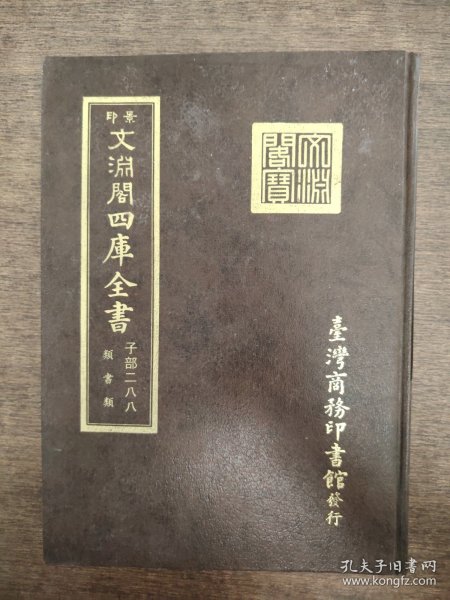 景印
文淵閣四庫全書
子部二八八
類書類
文淵閣寶
臺灣商務印書館發行
孔夫子旧书网
www.kongfz.com